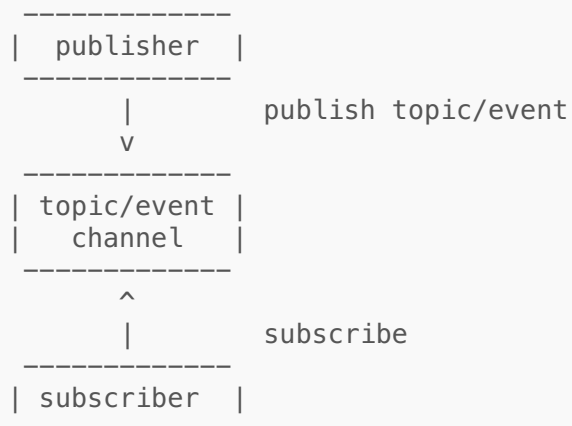 -------------
|  publisher  |
 -------------
       |        publish topic/event
       v
 -------------
| topic/event |
|   channel   |
 -------------
       ^
       |        subscribe
 -------------
| subscriber  |